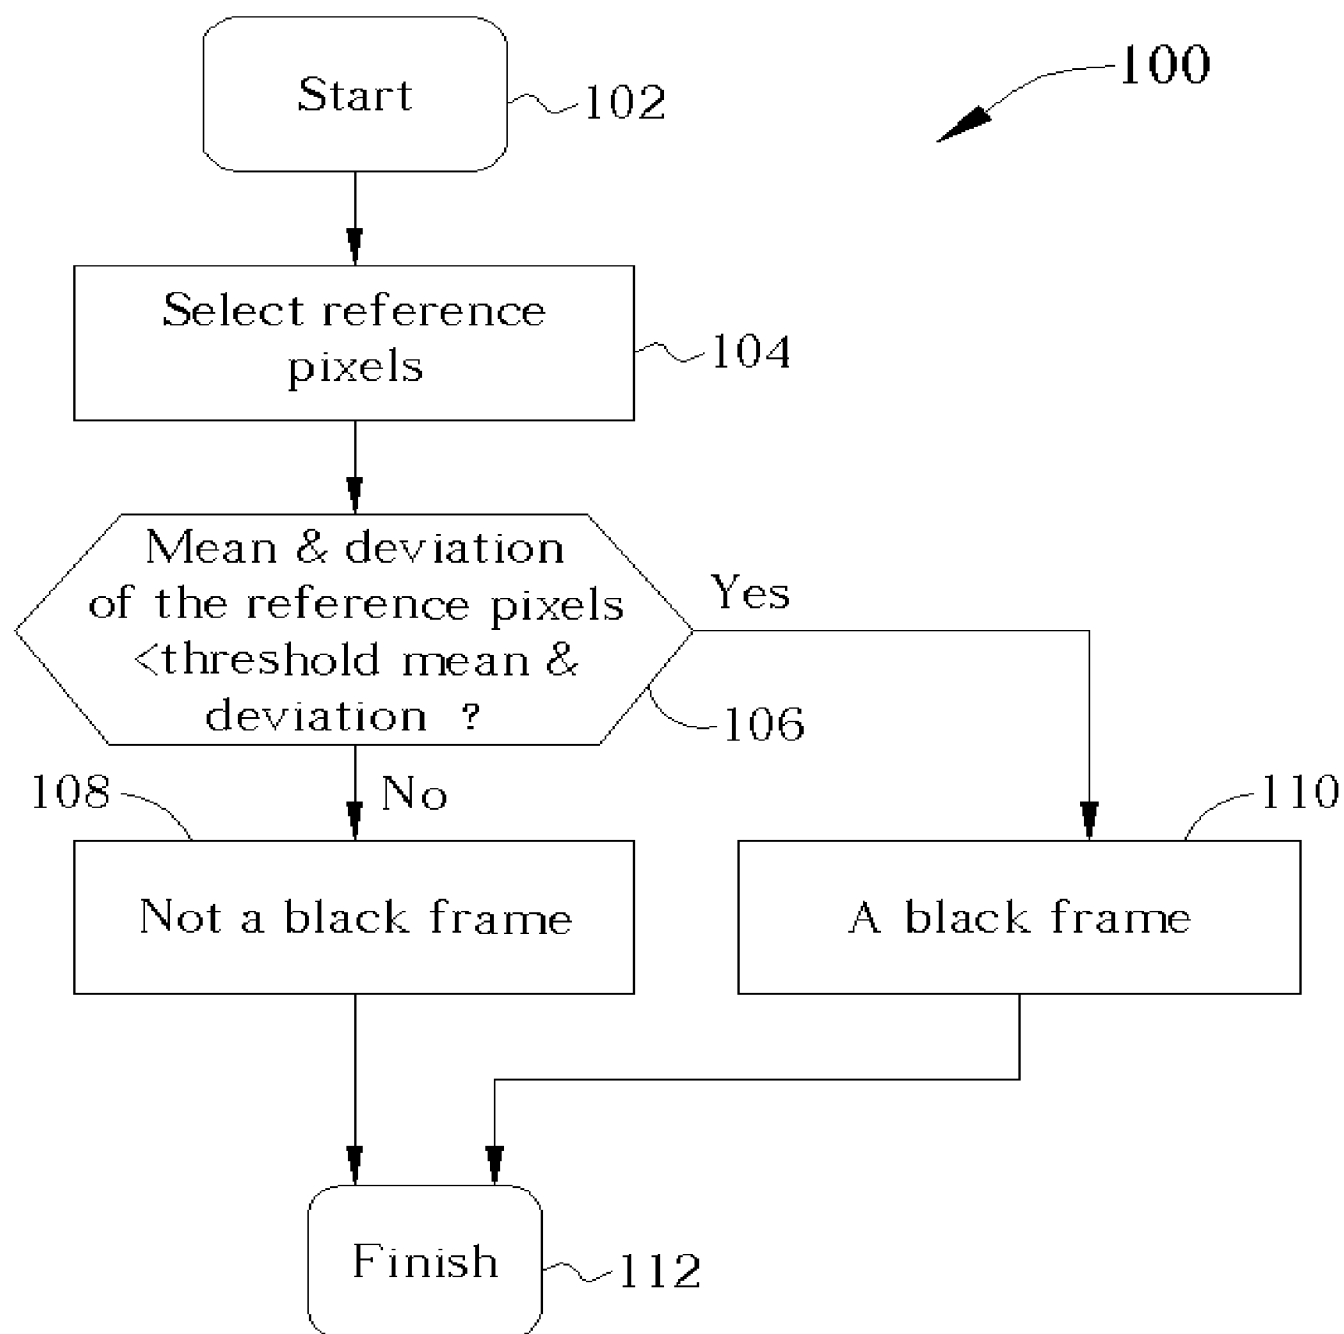 Start
102
100
Select reference
pixels
104
Mean & deviation
of the reference pixels
<threshold mean &
deviation ?
Yes
106
108
No
110
Not a black frame
A black frame
Finish
112